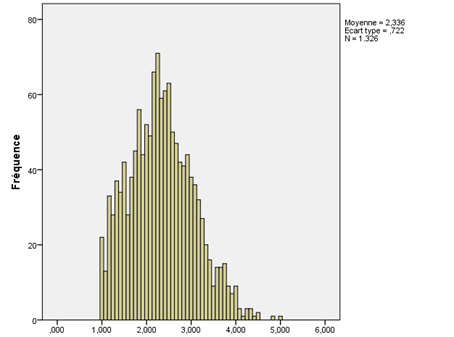 80
60
40
20
0
Fréquence
,000 1,000 2,000 3,000 4,000 5,000 6,000
Moyenne = 2,336
Ecart type = ,722
N = 1.326